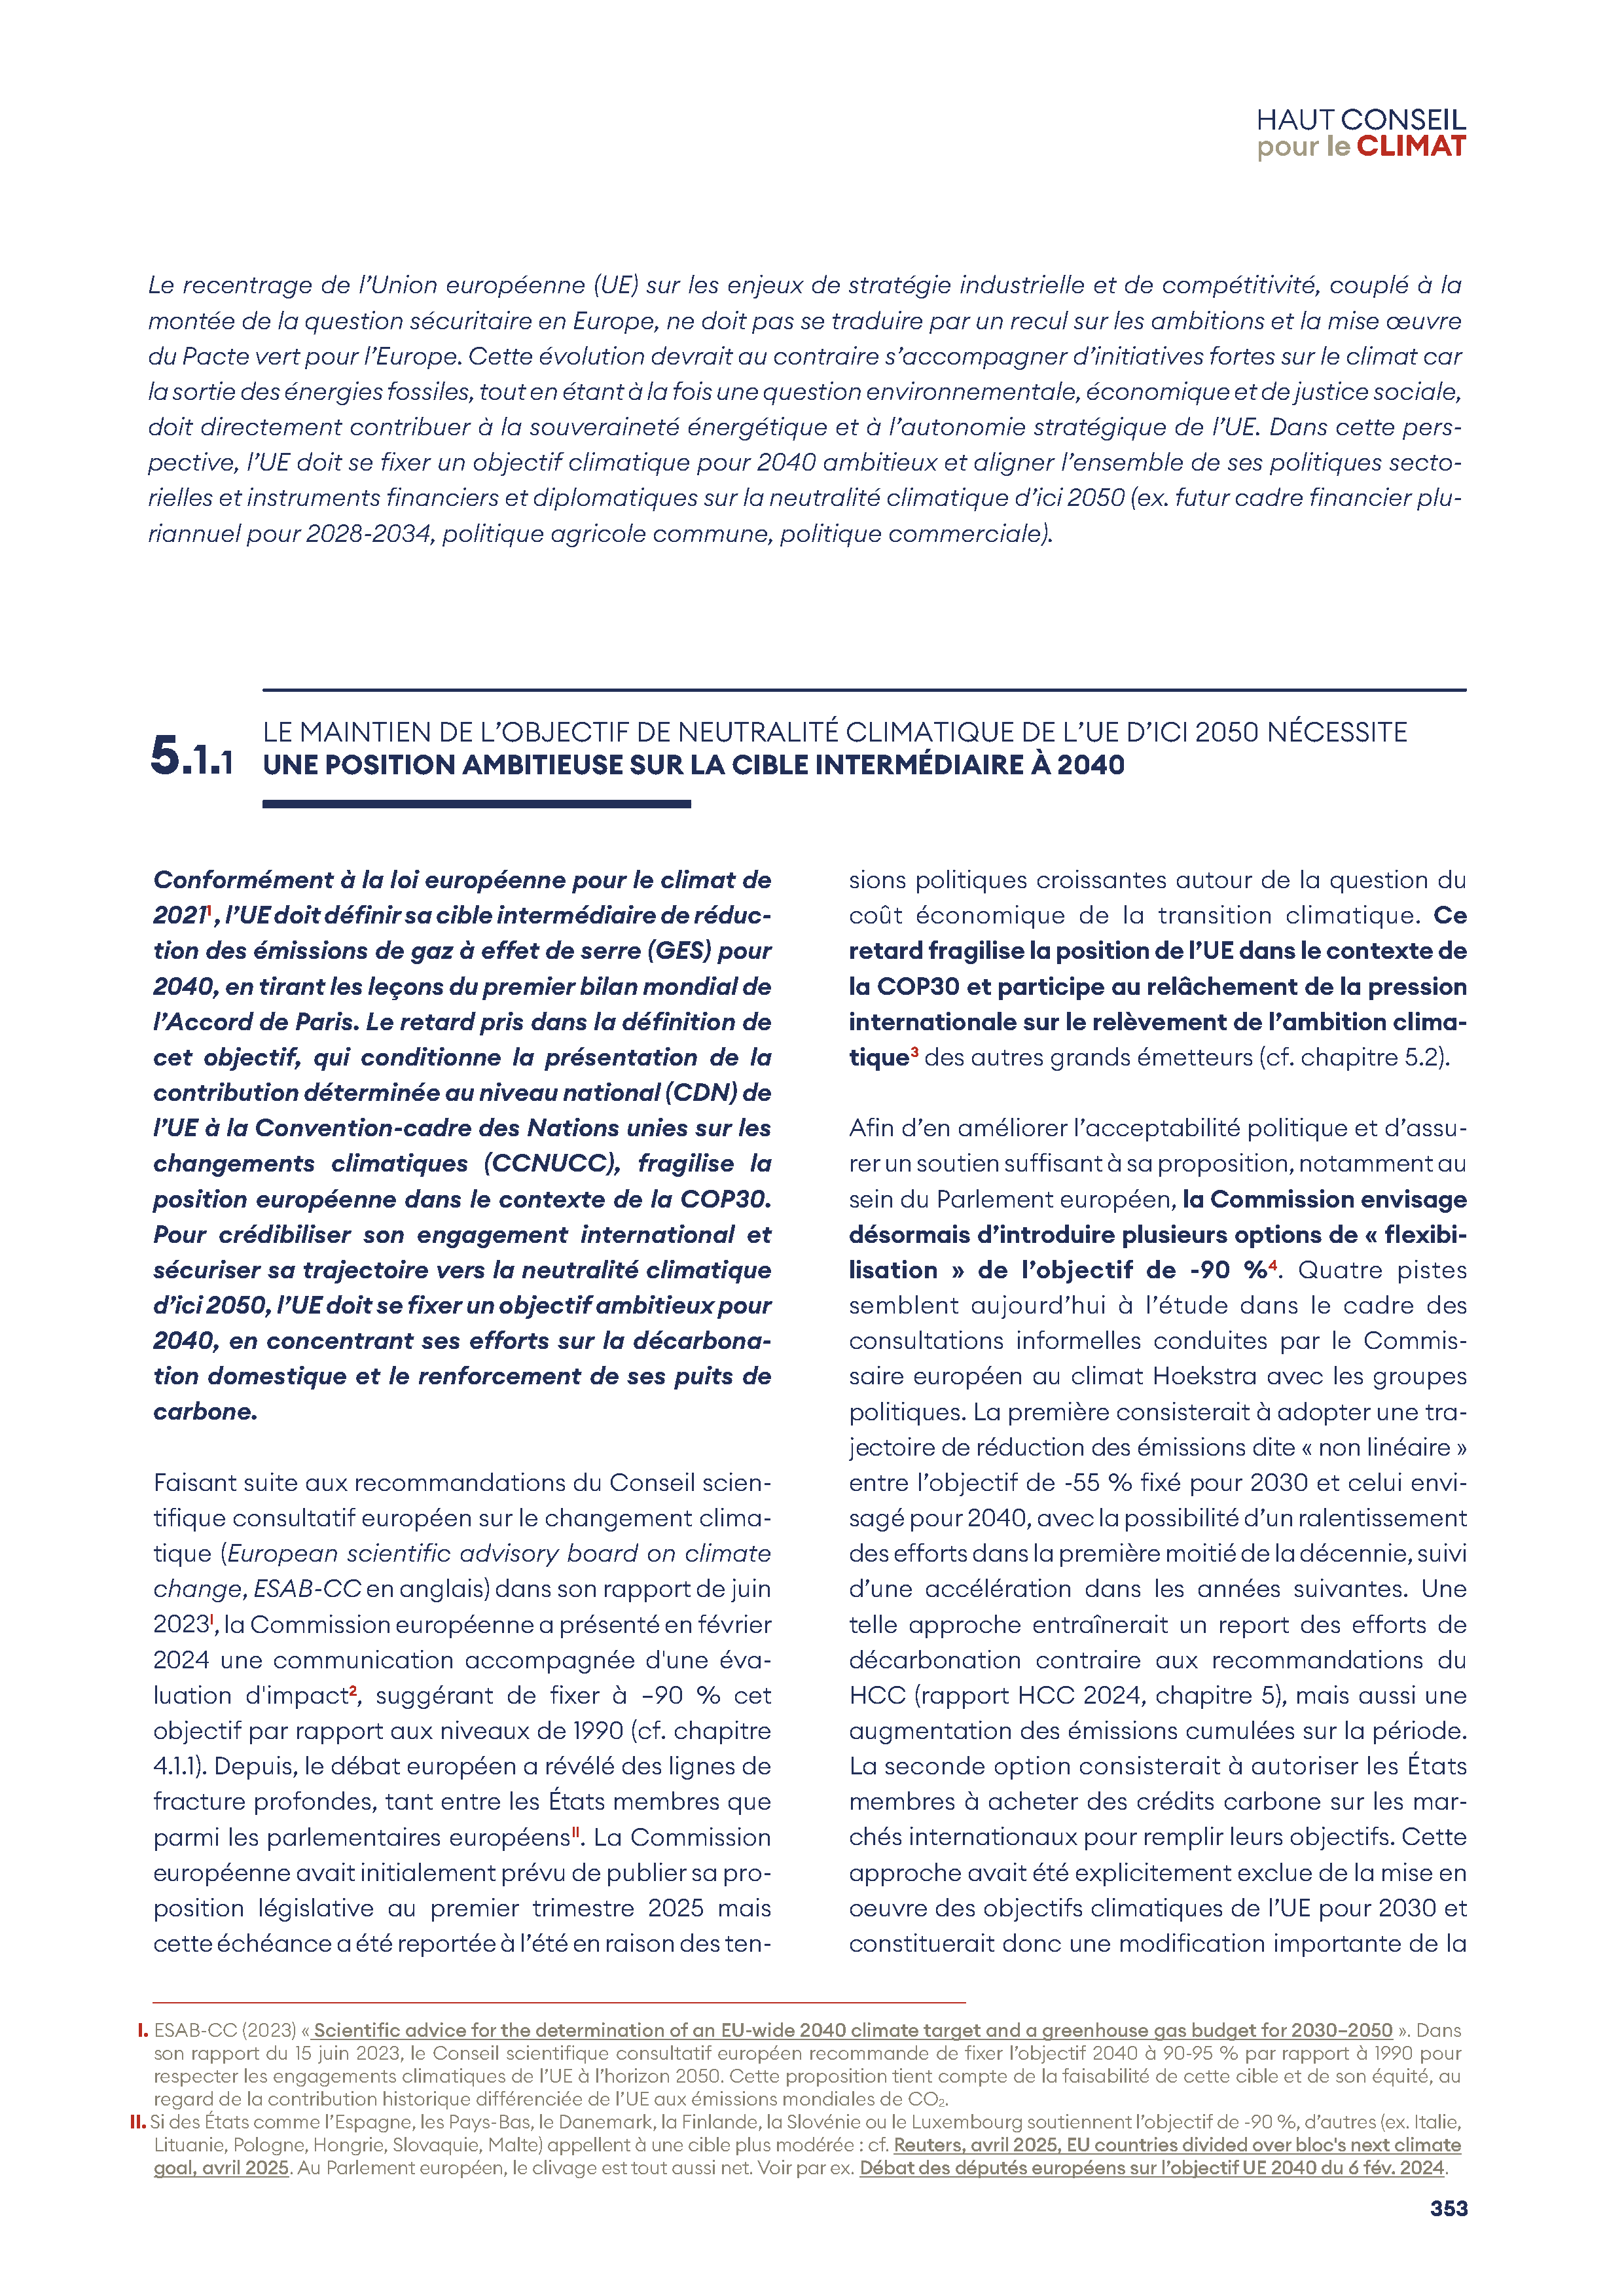 HAUT CONSEIL
pour le CLIMAT
Le recentrage de l’Union européenne (UE) sur les enjeux de stratégie industrielle et de compétitivité, couplé à la
montée de la question sécuritaire en Europe, ne doit pas se traduire par un recul sur les ambitions et la mise œuvre
du Pacte vert pour l’Europe. Cette évolution devrait au contraire s’accompagner d’initiatives fortes sur le climat car
la sortie des énergies fossiles, tout en étant à la fois une question environnementale, économique et de justice sociale,
doit directement contribuer à la souveraineté énergétique et à l’autonomie stratégique de l’UE. Dans cette pers-
pective, l’UE doit se fixer un objectif climatique pour 2040 ambitieux et aligner l’ensemble de ses politiques secto-
rielles et instruments financiers et diplomatiques sur la neutralité climatique d’ici 2050 (ex. futur cadre financier plu-
riannuel pour 2028-2034, politique agricole commune, politique commerciale).
5.1.1 LE MAINTIEN DE L’OBJECTIF DE NEUTRALITÉ CLIMATIQUE DE L’UE D’ICI 2050 NÉCESSITE
UNE POSITION AMBITIEUSE SUR LA CIBLE INTERMÉDIAIRE À 2040
Conformément à la loi européenne pour le climat de
2021¹, l’UE doit définir sa cible intermédiaire de réduc-
tion des émissions de gaz à effet de serre (GES) pour
2040, en tirant les leçons du premier bilan mondial de
l’Accord de Paris. Le retard pris dans la définition de
cet objectif, qui conditionne la présentation de la
contribution déterminée au niveau national (CDN) de
l’UE à la Convention-cadre des Nations unies sur les
changements climatiques (CCNUCC), fragilise la
position européenne dans le contexte de la COP30.
Pour crédibiliser son engagement international et
sécuriser sa trajectoire vers la neutralité climatique
d’ici 2050, l’UE doit se fixer un objectif ambitieux pour
2040, en concentrant ses efforts sur la décarbona-
tion domestique et le renforcement de ses puits de
carbone.
Faisant suite aux recommandations du Conseil scien-
tifique consultatif européen sur le changement clima-
tique (European scientific advisory board on climate
change, ESAB-CC en anglais) dans son rapport de juin
2023ᴵ, la Commission européenne a présenté en février
2024 une communication accompagnée d'une éva-
luation d'impact², suggérant de fixer à –90 % cet
objectif par rapport aux niveaux de 1990 (cf. chapitre
4.1.1). Depuis, le débat européen a révélé des lignes de
fracture profondes, tant entre les États membres que
parmi les parlementaires européensᴵᴵ. La Commission
européenne avait initialement prévu de publier sa pro-
position législative au premier trimestre 2025 mais
cette échéance a été reportée à l’été en raison des ten-
sions politiques croissantes autour de la question du
coût économique de la transition climatique. Ce
retard fragilise la position de l’UE dans le contexte de
la COP30 et participe au relâchement de la pression
internationale sur le relèvement de l’ambition clima-
tique³ des autres grands émetteurs (cf. chapitre 5.2).
Afin d’en améliorer l’acceptabilité politique et d’assu-
rer un soutien suffisant à sa proposition, notamment au
sein du Parlement européen, la Commission envisage
désormais d’introduire plusieurs options de « flexibi-
lisation » de l’objectif de -90 %⁴. Quatre pistes
semblent aujourd’hui à l’étude dans le cadre des
consultations informelles conduites par le Commis-
saire européen au climat Hoekstra avec les groupes
politiques. La première consisterait à adopter une tra-
jectoire de réduction des émissions dite « non linéaire »
entre l’objectif de -55 % fixé pour 2030 et celui envi-
sagé pour 2040, avec la possibilité d’un ralentissement
des efforts dans la première moitié de la décennie, suivi
d’une accélération dans les années suivantes. Une
telle approche entraînerait un report des efforts de
décarbonation contraire aux recommandations du
HCC (rapport HCC 2024, chapitre 5), mais aussi une
augmentation des émissions cumulées sur la période.
La seconde option consisterait à autoriser les États
membres à acheter des crédits carbone sur les mar-
chés internationaux pour remplir leurs objectifs. Cette
approche avait été explicitement exclue de la mise en
oeuvre des objectifs climatiques de l’UE pour 2030 et
constituerait donc une modification importante de la
I. ESAB-CC (2023) « Scientific advice for the determination of an EU-wide 2040 climate target and a greenhouse gas budget for 2030–2050 ». Dans
son rapport du 15 juin 2023, le Conseil scientifique consultatif européen recommande de fixer l’objectif 2040 à 90-95 % par rapport à 1990 pour
respecter les engagements climatiques de l’UE à l’horizon 2050. Cette proposition tient compte de la faisabilité de cette cible et de son équité, au
regard de la contribution historique différenciée de l’UE aux émissions mondiales de CO₂.
II. Si des États comme l’Espagne, les Pays-Bas, le Danemark, la Finlande, la Slovénie ou le Luxembourg soutiennent l’objectif de -90 %, d’autres (ex. Italie,
Lituanie, Pologne, Hongrie, Slovaquie, Malte) appellent à une cible plus modérée : cf. Reuters, avril 2025, EU countries divided over bloc's next climate
goal, avril 2025. Au Parlement européen, le clivage est tout aussi net. Voir par ex. Débat des députés européens sur l’objectif UE 2040 du 6 fév. 2024.
353